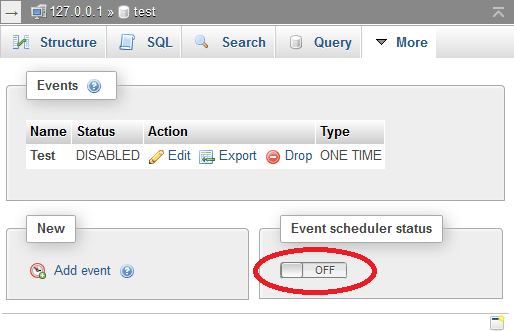 127.0.0.1 » test
Structure SQL Search Query More
Events
Name Status Action Type
Test DISABLED Edit Export Drop ONE TIME
New
Add event
Event scheduler status
OFF